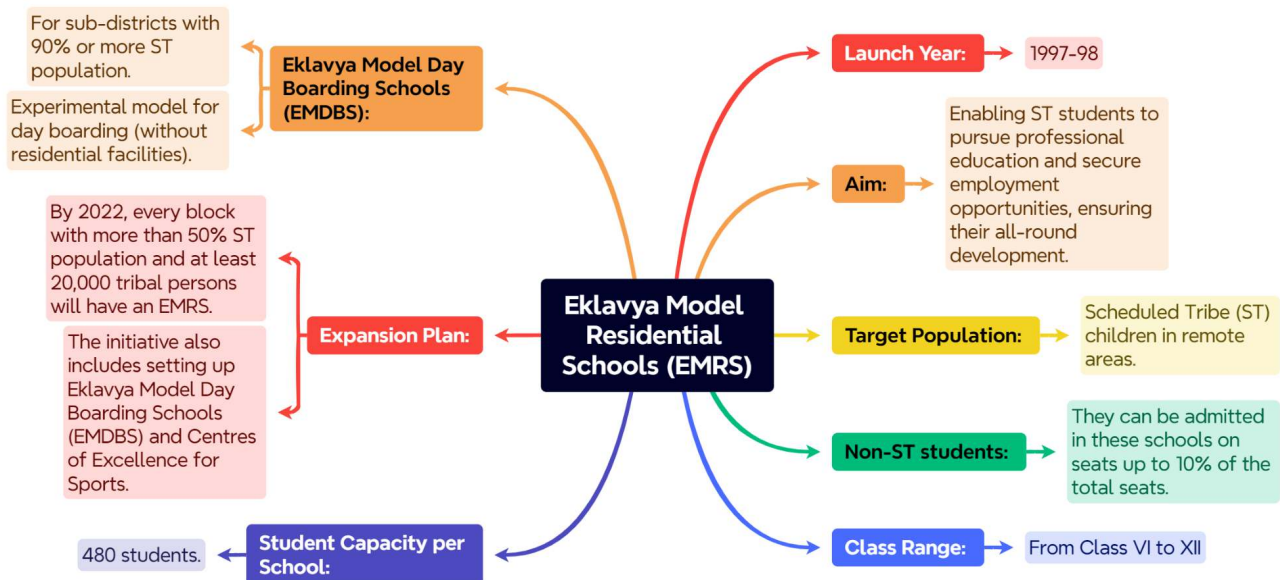 Eklavya Model
Residential
Schools (EMRS)
Launch Year:
1997-98
Aim:
Enabling ST students to
pursue professional
education and secure
employment
opportunities, ensuring
their all-round
development.
Target Population:
Scheduled Tribe (ST)
children in remote
areas.
Non-ST students:
They can be admitted
in these schools on
seats up to 10% of the
total seats.
Class Range:
From Class VI to XII
Eklavya Model Day
Boarding Schools
(EMDBS):
For sub-districts with
90% or more ST
population.
Experimental model for
day boarding (without
residential facilities).
Expansion Plan:
By 2022, every block
with more than 50% ST
population and at least
20,000 tribal persons
will have an EMRS.
The initiative also
includes setting up
Eklavya Model Day
Boarding Schools
(EMDBS) and Centres
of Excellence for
Sports.
Student Capacity per
School:
480 students.